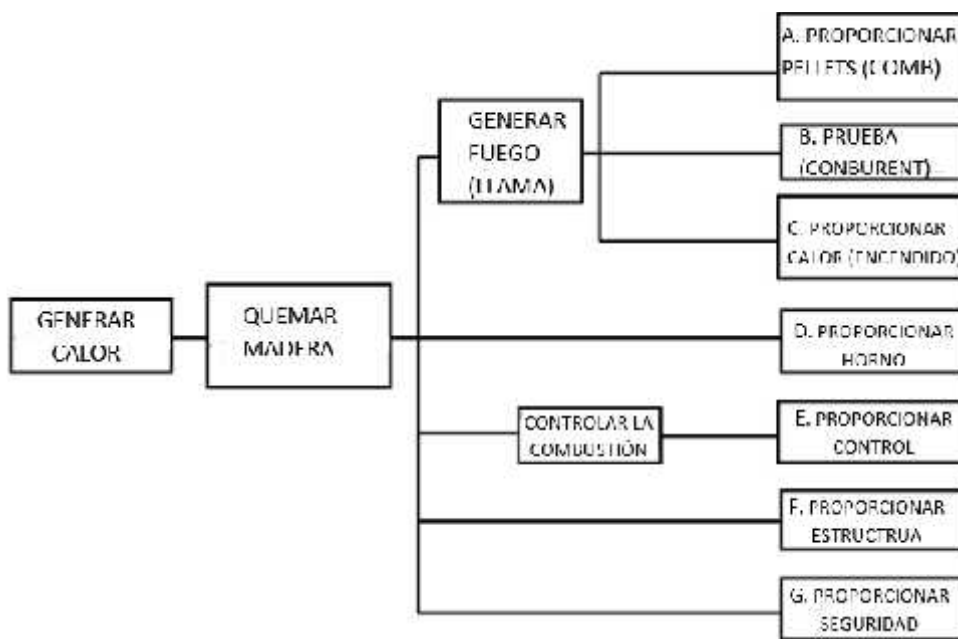 A. PROPORCIONAR
PELLETS (COMB)
GENERAR
FUEGO
(LLAMA)
B. PRUEBA
(CONBURENT)
C. PROPORCIONAR
CALOR (ENCENDIDO)
GENERAR
CALOR
QUEMAR
MADERA
D. PROPORCIONAR
HORNO
CONTROLAR LA
COMBUSTIÓN
E. PROPORCIONAR
CONTROL
F. PROPORCIONAR
ESTRUCTRUA
G. PROPORCIONAR
SEGURIDAD